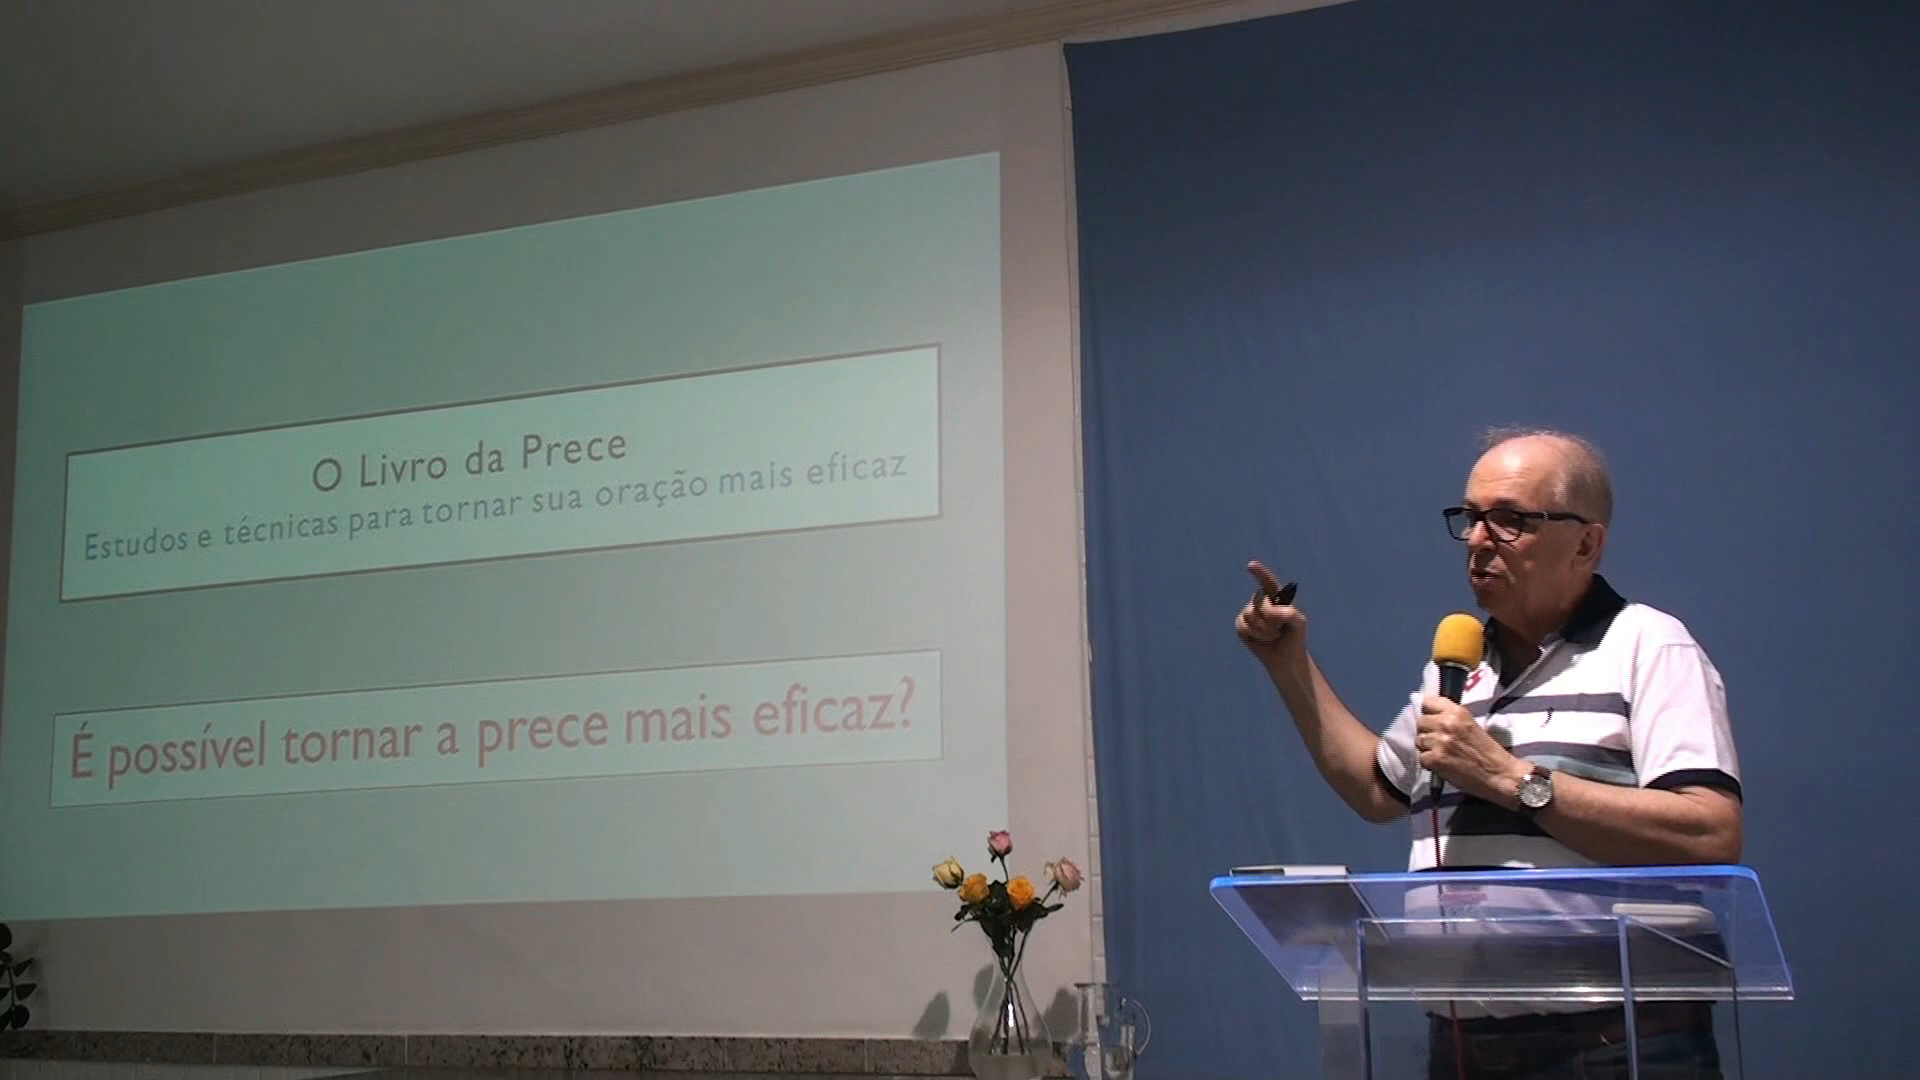 O Livro da Prece
Estudos e técnicas para tornar sua oração mais eficaz
É possível tornar a prece mais eficaz?